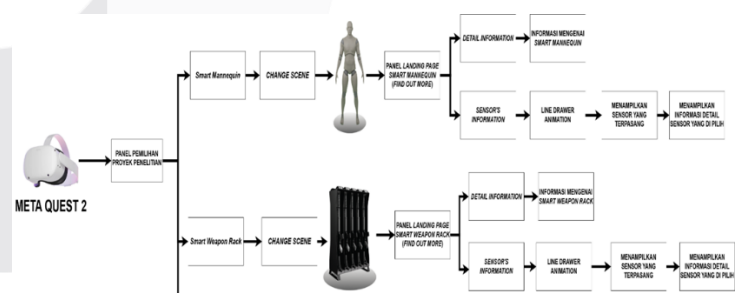 DETAIL INFORMATION
INFORMASI MENGENAI
SMART MANNEQUIN
Smart Mannequin
CHANGE SCENE
PANEL LANDING PAGE
SMART MANNEQUIN
(FIND OUT MORE)
SENSOR'S
INFORMATION
LINE DRAWER
ANIMATION
MENAMPILKAN
SENSOR YANG
TERPASANG
MENAMPILKAN
INFORMASI DETAIL
SENSOR YANG DI PILIH
META QUEST 2
PANEL PEMILIHAN
PROYEK PENELITIAN
DETAIL INFORMATION
INFORMASI MENGENAI
SMART WEAPON RACK
Smart Weapon Rack
CHANGE SCENE
PANEL LANDING PAGE
SMART WEAPON RACK
(FIND OUT MORE)
SENSOR'S
INFORMATION
LINE DRAWER
ANIMATION
MENAMPILKAN
SENSOR YANG
TERPASANG
MENAMPILKAN
INFORMASI DETAIL
SENSOR YANG DI PILIH